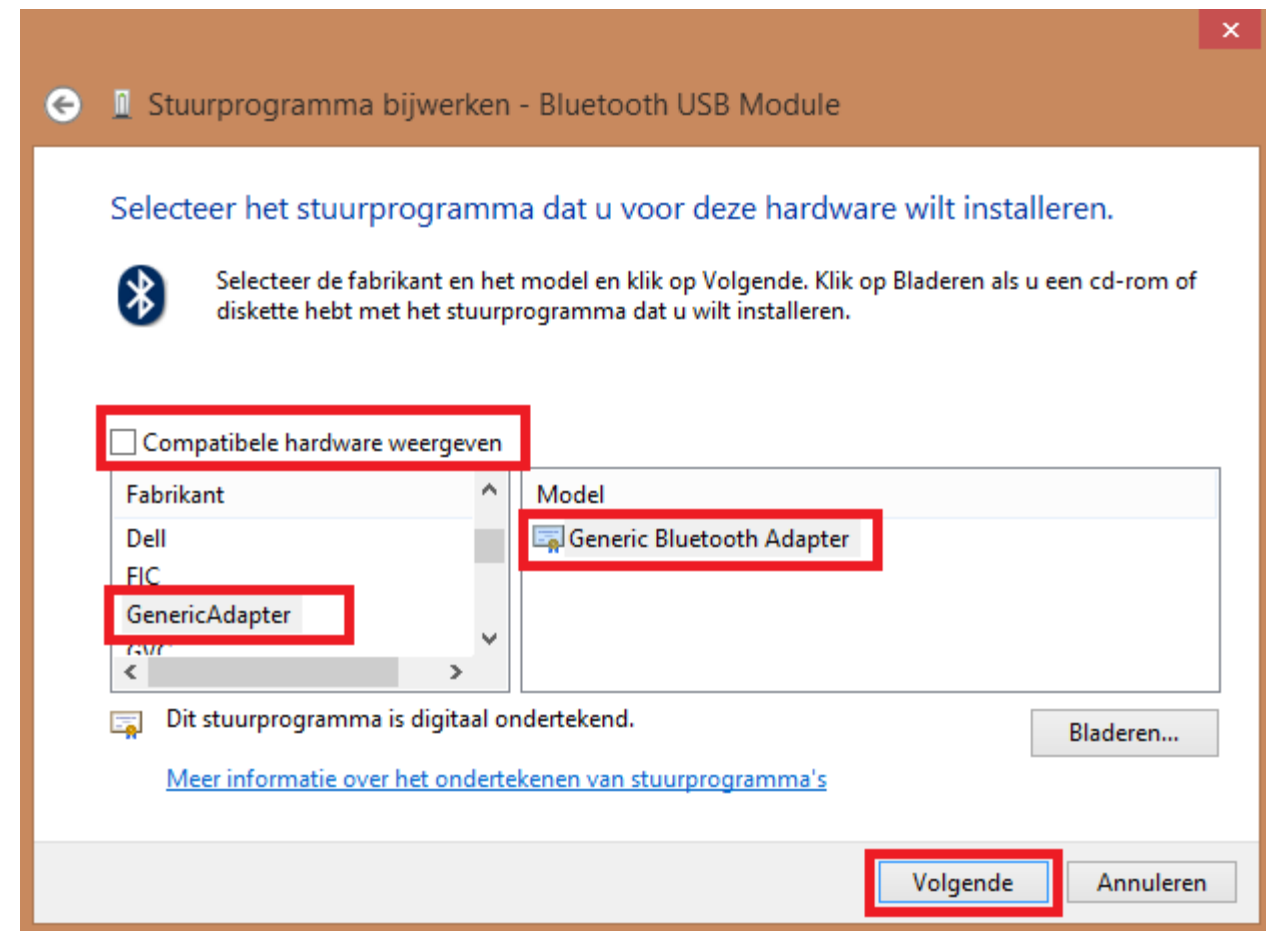 Stuurprogramma bijwerken - Bluetooth USB Module
Selecteer het stuurprogramma dat u voor deze hardware wilt installeren.
Selecteer de fabrikant en het model en klik op Volgende. Klik op Bladeren als u een cd-rom of
diskette hebt met het stuurprogramma dat u wilt installeren.
Compatibele hardware weergeven
Fabrikant
Dell
FIC
GenericAdapter
GVC
Model
Generic Bluetooth Adapter
Dit stuurprogramma is digitaal ondertekend.
Bladeren...
Meer informatie over het ondertekenen van stuurprogramma's
Volgende
Annuleren